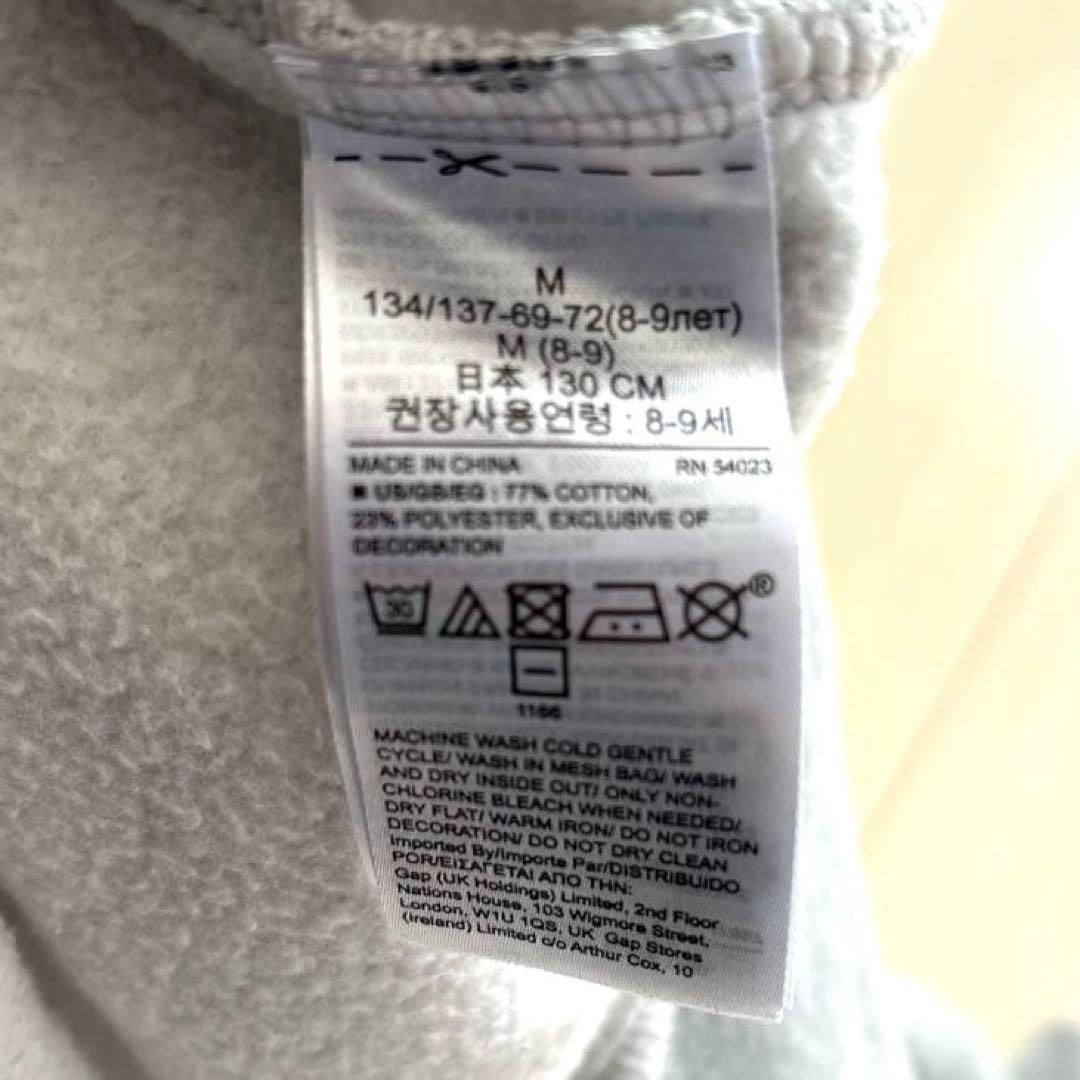 M
134/137-69-72(8-9лет)
M (8-9)
日本 130 CM
권장사용연령 : 8-9세
MADE IN CHINA RN 54023
■ US/GB/EG : 77% COTTON,
23% POLYESTER, EXCLUSIVE OF
DECORATION
30
®
1166
MACHINE WASH COLD GENTLE
CYCLE/ WASH IN MESH BAG/ WASH
AND DRY INSIDE OUT/ ONLY NON-
CHLORINE BLEACH WHEN NEEDED/
DRY FLAT/ WARM IRON/ DO NOT IRON
DECORATION/ DO NOT DRY CLEAN
Imported By/Importe Par/DISTRIBUIDO
POR/ΕΙΣΑΓΕΤΑΙ ΑΠΟ ΤΗΝ:
Gap (UK Holdings) Limited, 2nd Floor
Nations House, 103 Wigmore Street,
London, W1U 1QS, UK, Gap Stores
(Ireland) Limited c/o Arthur Cox, 10